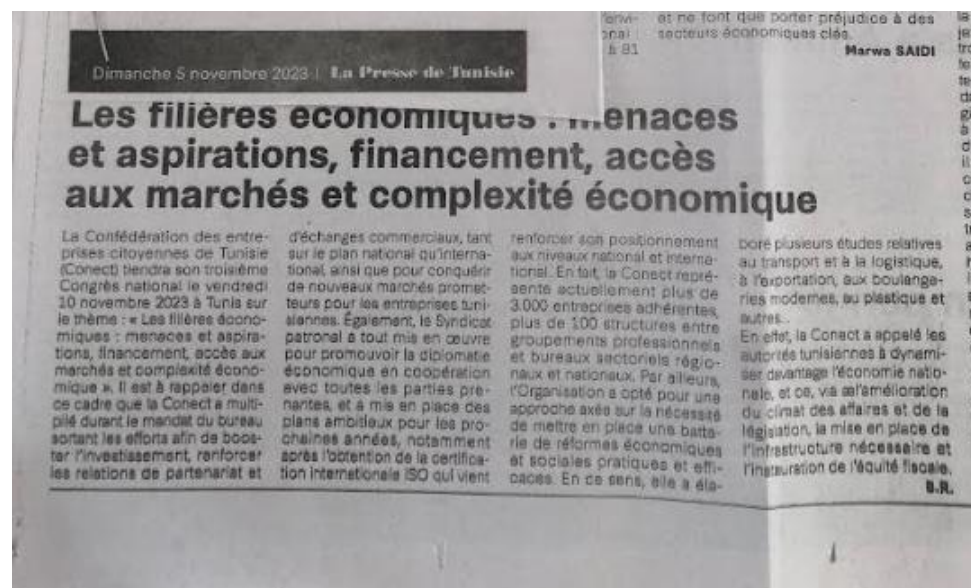 et ne font que porter préjudice à des
secteurs économiques clés.
à 81
Marwa SAIDI
Dimanche 5 novembre 2023 | La Presse de Tunisie
Les filières économiques : menaces
et aspirations, financement, accès
aux marchés et complexité économique
La Confédération des entre-
prises citoyennes de Tunisie
(Conect) tiendra son troisième
Congrès national le vendredi
10 novembre 2023 à Tunis sur
le thème : « Les filières écono-
miques : menaces et aspira-
tions, financement, accès aux
marchés et complexité écono-
mique ». Il est à rappeler dans
ce cadre que la Conect a multi-
plié durant le mandat du bureau
sortant les efforts afin de boos-
ter l'investissement, renforcer
les relations de partenariat et
d'échanges commerciaux, tant
sur le plan national qu'interna-
tional, ainsi que pour conquérir
de nouveaux marchés promet-
teurs pour les entreprises tuni-
siennes. Également, le Syndicat
patronal a tout mis en œuvre
pour promouvoir la diplomatie
économique en coopération
avec toutes les parties pre-
nantes, et a mis en place des
plans ambitieux pour les pro-
chaines années, notamment
après l'obtention de la certifica-
tion internationale ISO qui vient
renforcer son positionnement
aux niveaux national et interna-
tional. En fait, la Conect repré-
sente actuellement plus de
3.000 entreprises adhérentes,
plus de 100 structures entre
groupements professionnels
et bureaux sectoriels régio-
naux et nationaux. Par ailleurs,
l'Organisation a opté pour une
approche axée sur la nécessité
de mettre en place une batte-
rie de réformes économiques
et sociales pratiques et effi-
caces. En ce sens, elle a éla-
boré plusieurs études relatives
au transport et à la logistique,
à l'exportation, aux boulange-
ries modernes, au plastique et
autres...
En effet, la Conect a appelé les
autorités tunisiennes à dynami-
ser davantage l'économie natio-
nale, et ce, via l'amélioration
du climat des affaires et de la
législation, la mise en place de
l'infrastructure nécessaire et
l'instauration de l'équité fiscale.
B.R.